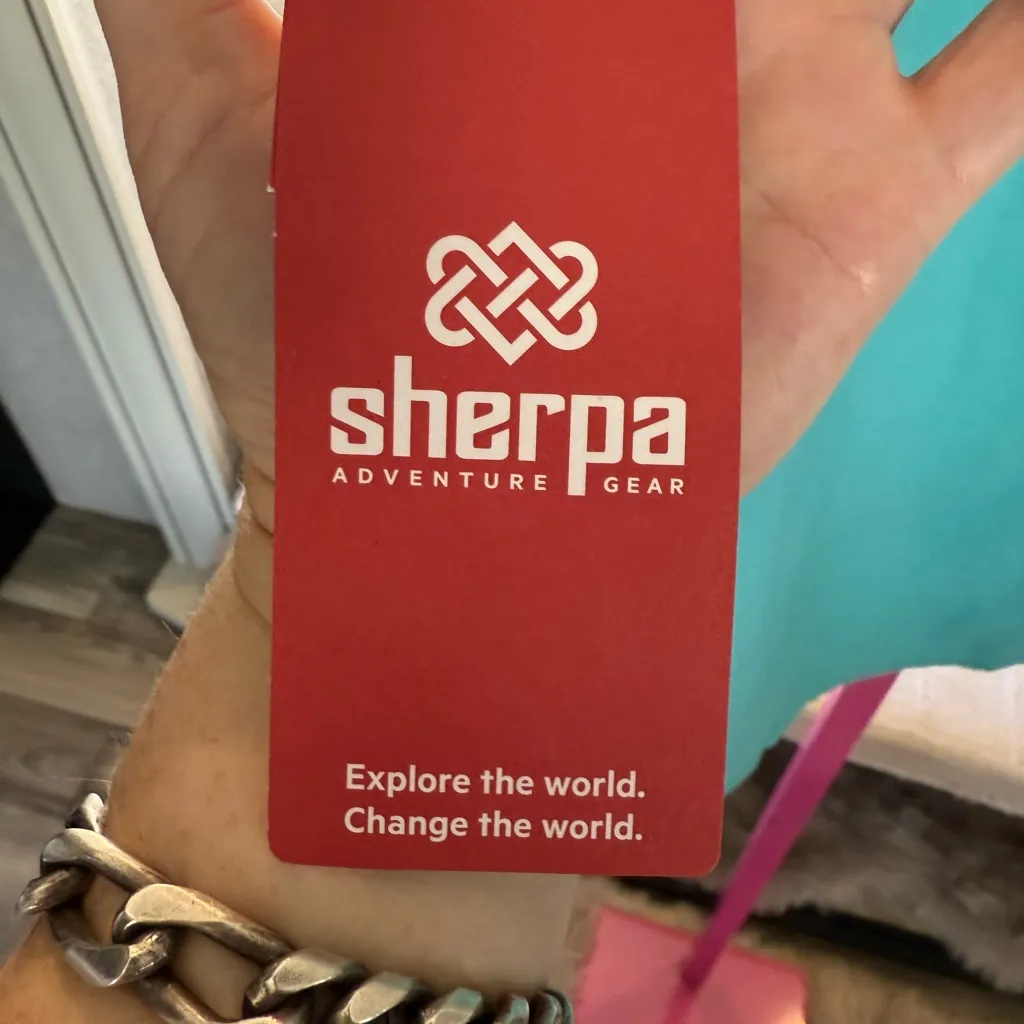 sherpa
ADVENTURE GEAR
Explore the world.
Change the world.